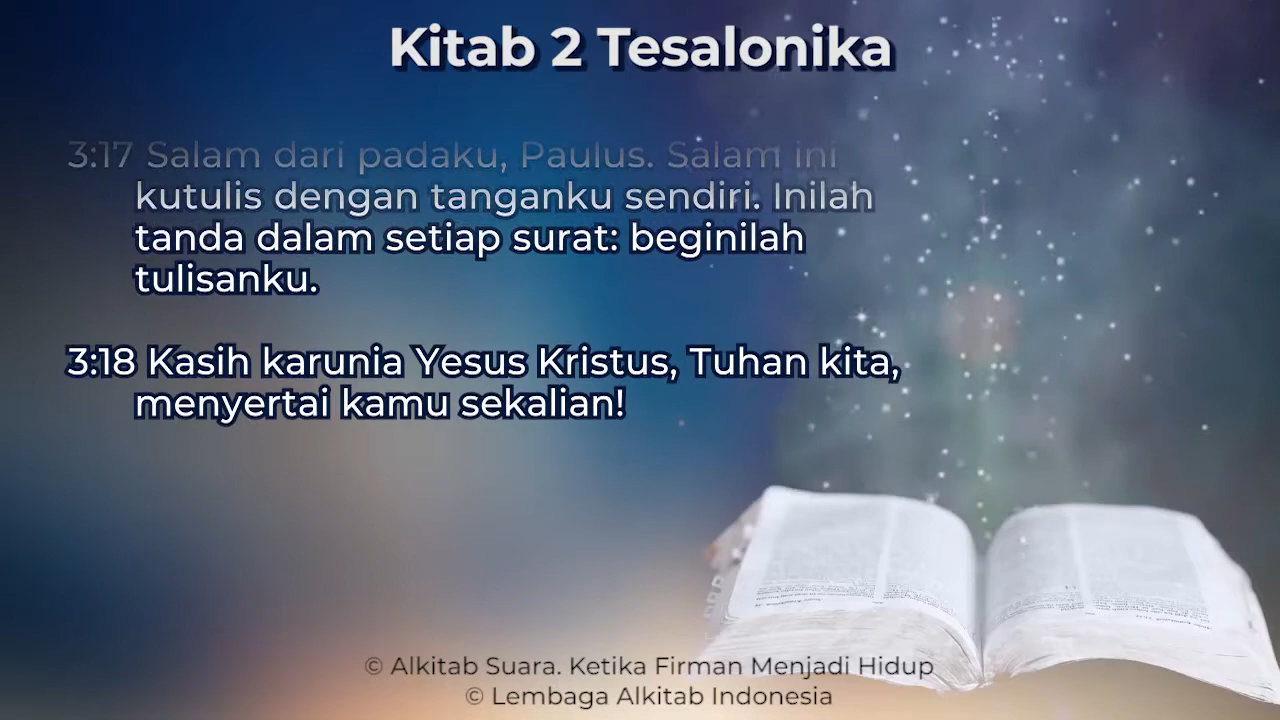 Kitab 2 Tesalonika
3:17 Salam dari padaku, Paulus. Salam ini
kutulis dengan tanganku sendiri. Inilah
tanda dalam setiap surat: beginilah
tulisanku.
3:18 Kasih karunia Yesus Kristus, Tuhan kita,
menyertai kamu sekalian!
© Alkitab Suara. Ketika Firman Menjadi Hidup
© Lembaga Alkitab Indonesia